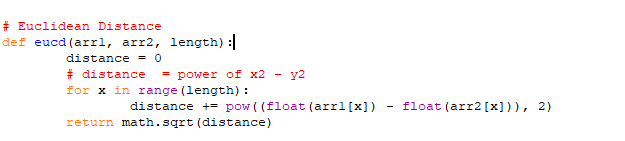 # Euclidean Distance
def eucd(arr1, arr2, length):
        distance = 0
        # distance  = power of x2 - y2
        for x in range(length):
                distance += pow((float(arr1[x]) - float(arr2[x])), 2)
        return math.sqrt(distance)